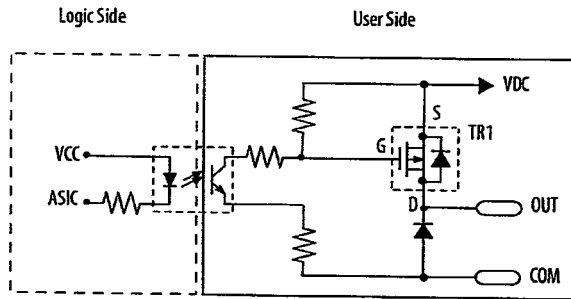 Logic Side
User Side
VDC
S
TR1
G
VCC
ASIC
D
OUT
COM